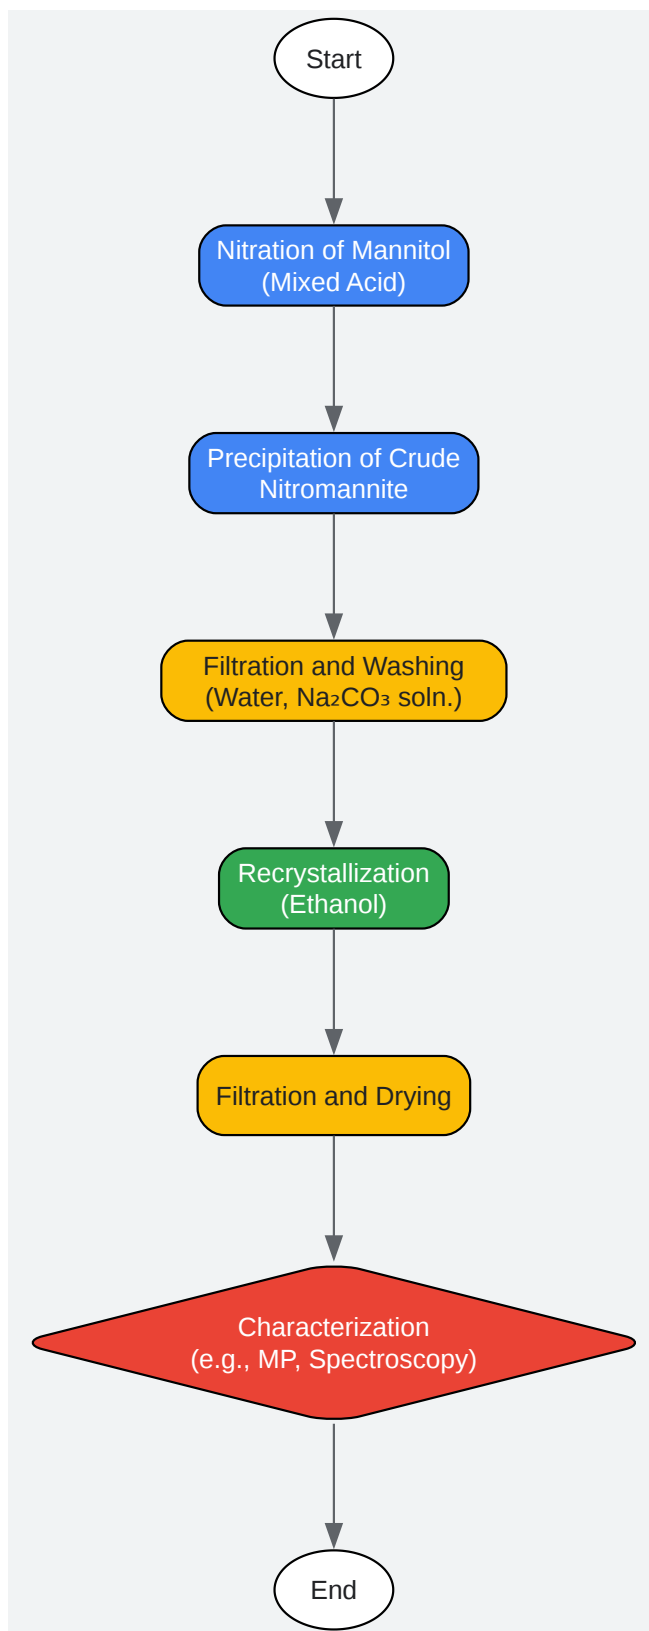 Start
Nitration of Mannitol
(Mixed Acid)
Precipitation of Crude
Nitromannite
Filtration and Washing
(Water, Na₂CO₃ soln.)
Recrystallization
(Ethanol)
Filtration and Drying
Characterization
(e.g., MP, Spectroscopy)
End